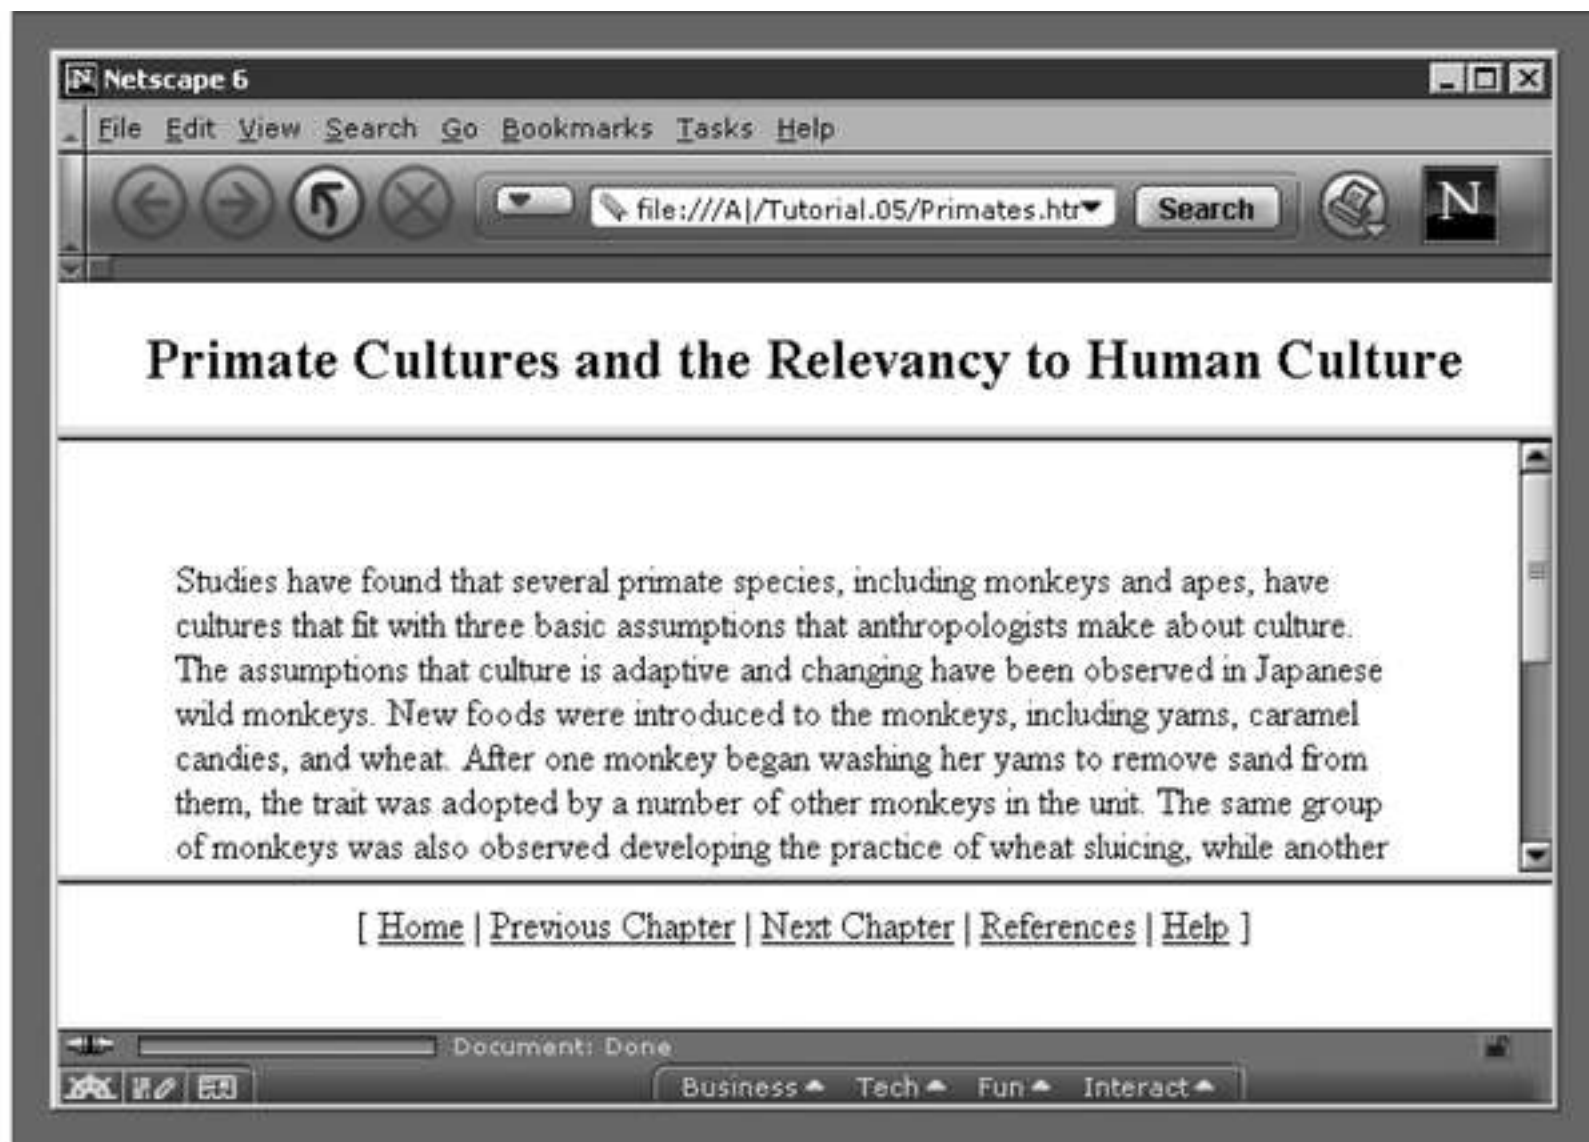 N Netscape 6
File Edit View Search Go Bookmarks Tasks Help
file:///A|/Tutorial.05/Primates.htr Search N
Primate Cultures and the Relevancy to Human Culture
Studies have found that several primate species, including monkeys and apes, have
cultures that fit with three basic assumptions that anthropologists make about culture.
The assumptions that culture is adaptive and changing have been observed in Japanese
wild monkeys. New foods were introduced to the monkeys, including yams, caramel
candies, and wheat. After one monkey began washing her yams to remove sand from
them, the trait was adopted by a number of other monkeys in the unit. The same group
of monkeys was also observed developing the practice of wheat sluicing, while another
[ Home | Previous Chapter | Next Chapter | References | Help ]
Document: Done
Business Tech Fun Interact